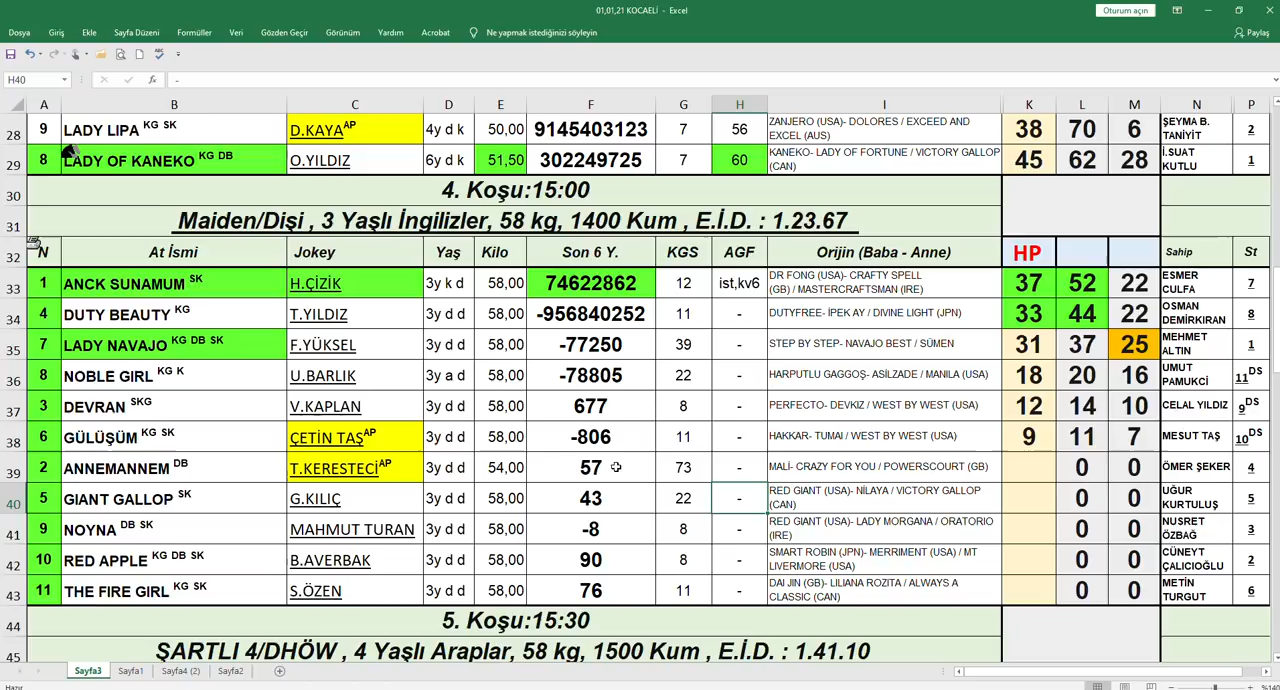 01,01,21 KOCAELİ - Excel
Oturum açın
Dosya Giriş Ekle Sayfa Düzeni Formüller Veri Gözden Geçir Görünüm Yardım Acrobat Ne yapmak istediğinizi söyleyin Paylaş
H40 fx -
A B C D E F G H I K L M N P
28 9 LADY LIPA KG SK D.KAYA AP 4y d k 50,00 9145403123 7 56 ZANJERO (USA)- DOLORES / EXCEED AND EXCEL (AUS) 38 70 6 ŞEYMA B. TANİYİT 2
29 8 LADY OF KANEKO KG DB O.YILDIZ 6y d k 51,50 302249725 7 60 KANEKO- LADY OF FORTUNE / VICTORY GALLOP (CAN) 45 62 28 İ.SUAT KUTLU 1
30 4. Koşu:15:00
31 Maiden/Dişi , 3 Yaşlı İngilizler, 58 kg, 1400 Kum , E.İ.D. : 1.23.67
32 N At İsmi Jokey Yaş Kilo Son 6 Y. KGS AGF Orijin (Baba - Anne) HP Sahip St
33 1 ANCK SUNAMUM SK H.ÇİZİK 3y k d 58,00 74622862 12 ist,kv6 DR FONG (USA)- CRAFTY SPELL (GB) / MASTERCRAFTSMAN (IRE) 37 52 22 ESMER CULFA 7
34 4 DUTY BEAUTY KG T.YILDIZ 3y d d 58,00 -956840252 11 - DUTYFREE- İPEK AY / DIVINE LIGHT (JPN) 33 44 22 OSMAN DEMİRKIRAN 8
35 7 LADY NAVAJO KG DB SK F.YÜKSEL 3y d d 58,00 -77250 39 - STEP BY STEP- NAVAJO BEST / SÜMEN 31 37 25 MEHMET ALTIN 1
36 8 NOBLE GIRL KG K U.BARLIK 3y a d 58,00 -78805 22 - HARPUTLU GAGGOŞ- ASİLZADE / MANILA (USA) 18 20 16 UMUT PAMUKCİ 11 DS
37 3 DEVRAN SKG V.KAPLAN 3y d d 58,00 677 8 - PERFECTO- DEVKIZ / WEST BY WEST (USA) 12 14 10 CELAL YILDIZ 9 DS
38 6 GÜLÜŞÜM KG SK ÇETİN TAŞ AP 3y d d 58,00 -806 11 - HAKKAR- TUMAI / WEST BY WEST (USA) 9 11 7 MESUT TAŞ 10 DS
39 2 ANNEMANNEM DB T.KERESTECİ AP 3y d d 54,00 57 73 - MALİ- CRAZY FOR YOU / POWERSCOURT (GB) 0 0 ÖMER ŞEKER 4
40 5 GIANT GALLOP SK G.KILIÇ 3y d d 58,00 43 22 - RED GIANT (USA)- NİLAYA / VICTORY GALLOP (CAN) 0 0 UĞUR KURTULUŞ 5
41 9 NOYNA DB SK MAHMUT TURAN 3y d d 58,00 -8 8 - RED GIANT (USA)- LADY MORGANA / ORATORIO (IRE) 0 0 NUSRET ÖZBAĞ 3
42 10 RED APPLE KG DB SK B.AVERBAK 3y d d 58,00 90 8 - SMART ROBIN (JPN)- MERRIMENT (USA) / MT LIVERMORE (USA) 0 0 CÜNEYT ÇALICIOĞLU 2
43 11 THE FIRE GIRL KG SK S.ÖZEN 3y d d 58,00 76 11 - DAI JIN (GB)- LILIANA ROZITA / ALWAYS A CLASSIC (CAN) 0 0 METİN TURGUT 6
44 5. Koşu:15:30
45 ŞARTLI 4/DHÖW , 4 Yaşlı Araplar, 58 kg, 1500 Kum , E.İ.D. : 1.41.10
Sayfa3 Sayfa1 Sayfa4 (2) Sayfa2
Hazır %140